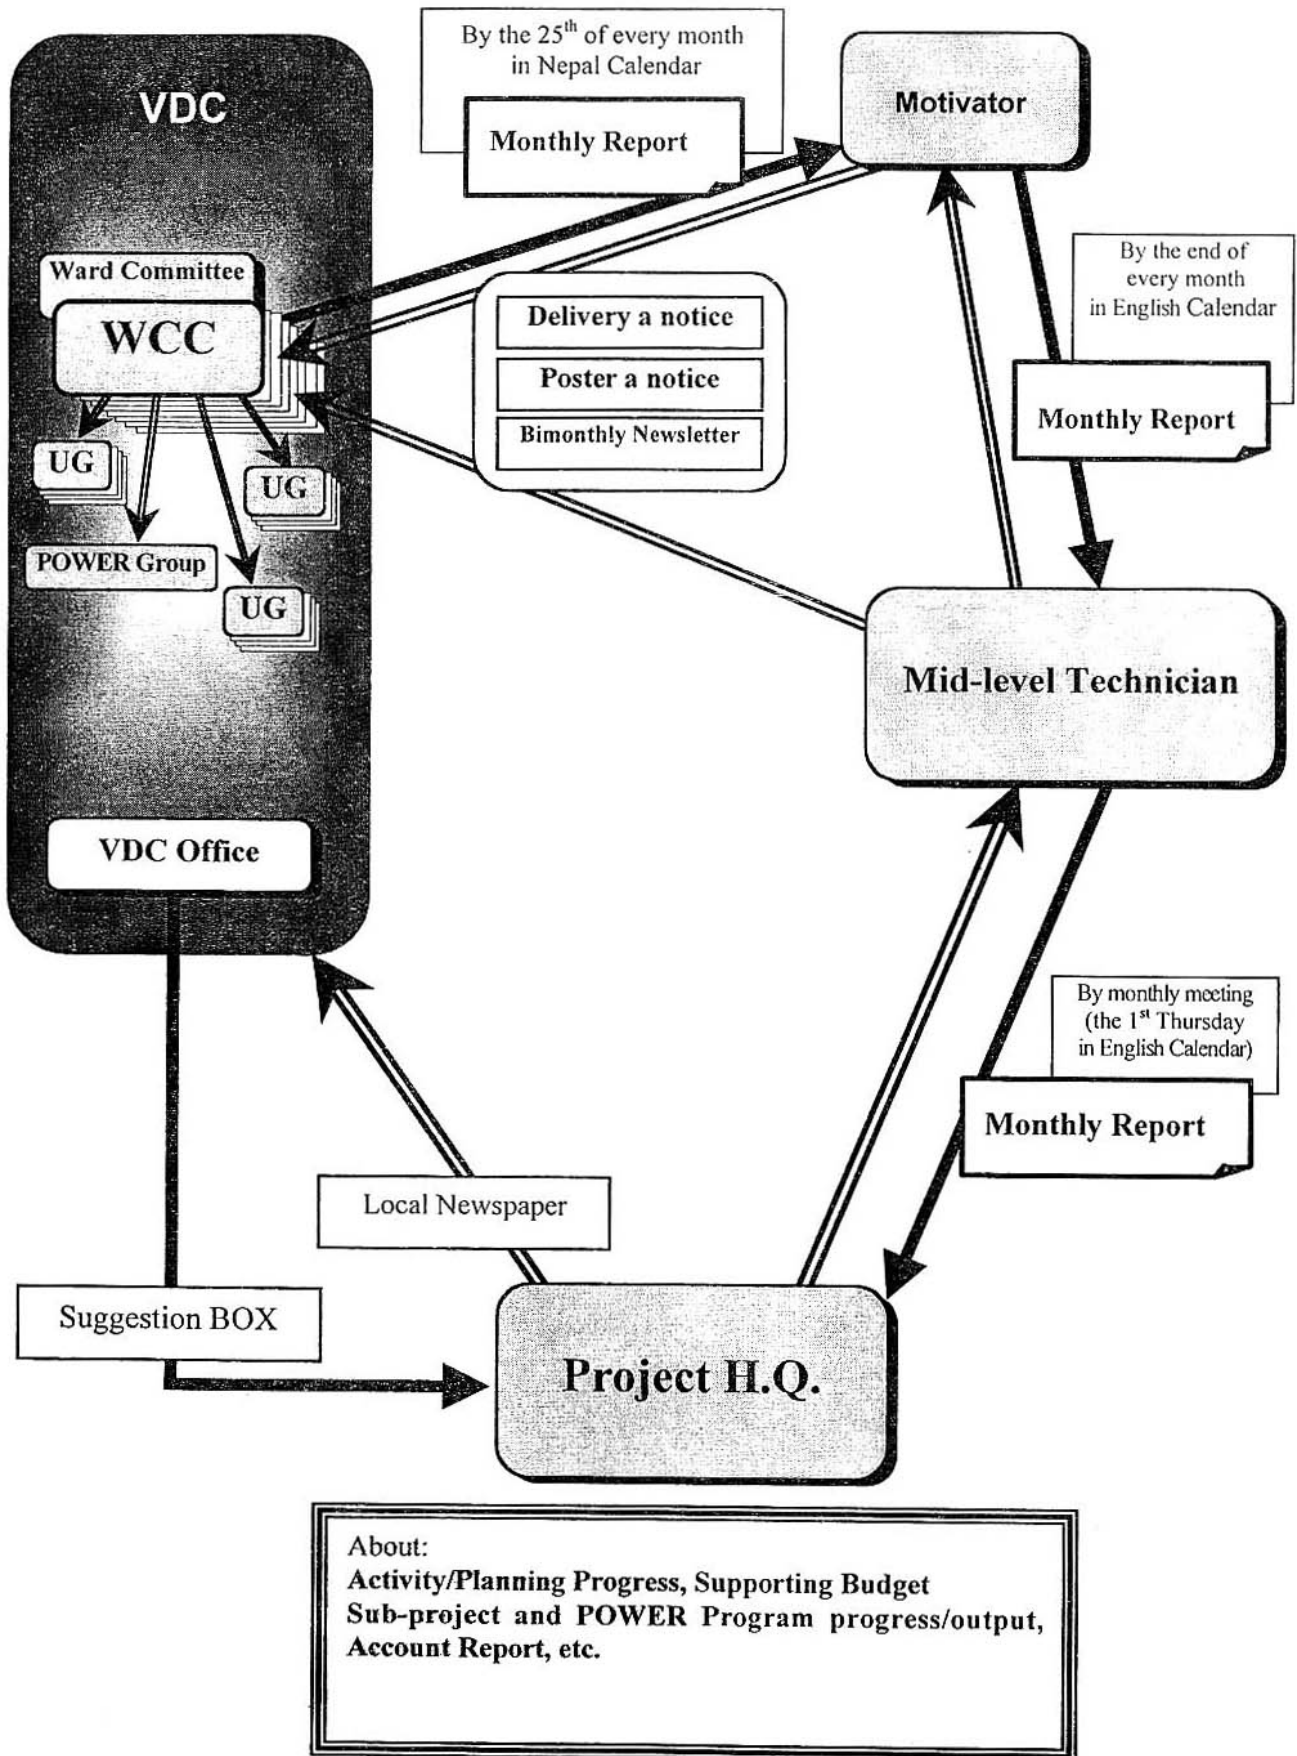 By the 25th of every month
in Nepal Calendar
Monthly Report
Motivator
VDC
By the end of
every month
in English Calendar
Monthly Report
Ward Committee
WCC
Delivery a notice
Poster a notice
Bimonthly Newsletter
UG
UG
POWER Group
UG
Mid-level Technician
VDC Office
By monthly meeting
(the 1st Thursday
in English Calendar)
Monthly Report
Local Newspaper
Suggestion BOX
Project H.Q.
About:
Activity/Planning Progress, Supporting Budget
Sub-project and POWER Program progress/output,
Account Report, etc.